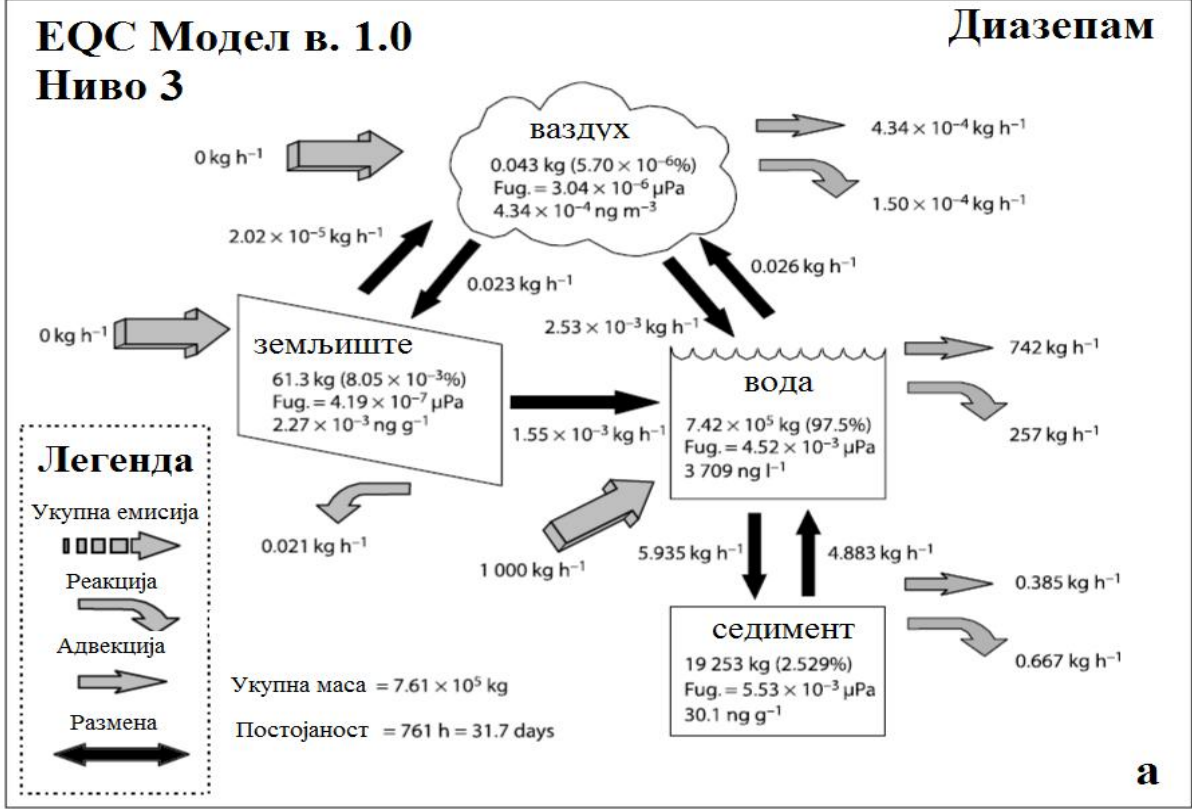 EQC Модел в. 1.0
Ниво 3
Диазепам
ваздух
0.043 kg (5.70 × 10⁻⁶%)
Fug. = 3.04 × 10⁻⁶ µPa
4.34 × 10⁻⁴ ng m⁻³
0 kg h⁻¹
4.34 × 10⁻⁴ kg h⁻¹
1.50 × 10⁻⁴ kg h⁻¹
2.02 × 10⁻⁵ kg h⁻¹
0.023 kg h⁻¹
0.026 kg h⁻¹
2.53 × 10⁻³ kg h⁻¹
0 kg h⁻¹
земљиште
61.3 kg (8.05 × 10⁻³%)
Fug. = 4.19 × 10⁻⁷ µPa
2.27 × 10⁻³ ng g⁻¹
1.55 × 10⁻³ kg h⁻¹
0.021 kg h⁻¹
вода
7.42 × 10⁵ kg (97.5%)
Fug. = 4.52 × 10⁻³ µPa
3 709 ng l⁻¹
742 kg h⁻¹
257 kg h⁻¹
1 000 kg h⁻¹
5.935 kg h⁻¹
4.883 kg h⁻¹
седимент
19 253 kg (2.529%)
Fug. = 5.53 × 10⁻³ µPa
30.1 ng g⁻¹
0.385 kg h⁻¹
0.667 kg h⁻¹
Легенда
Укупна емисија
Реакција
Адвекција
Размена
Укупна маса = 7.61 × 10⁵ kg
Постојаност = 761 h = 31.7 days
а